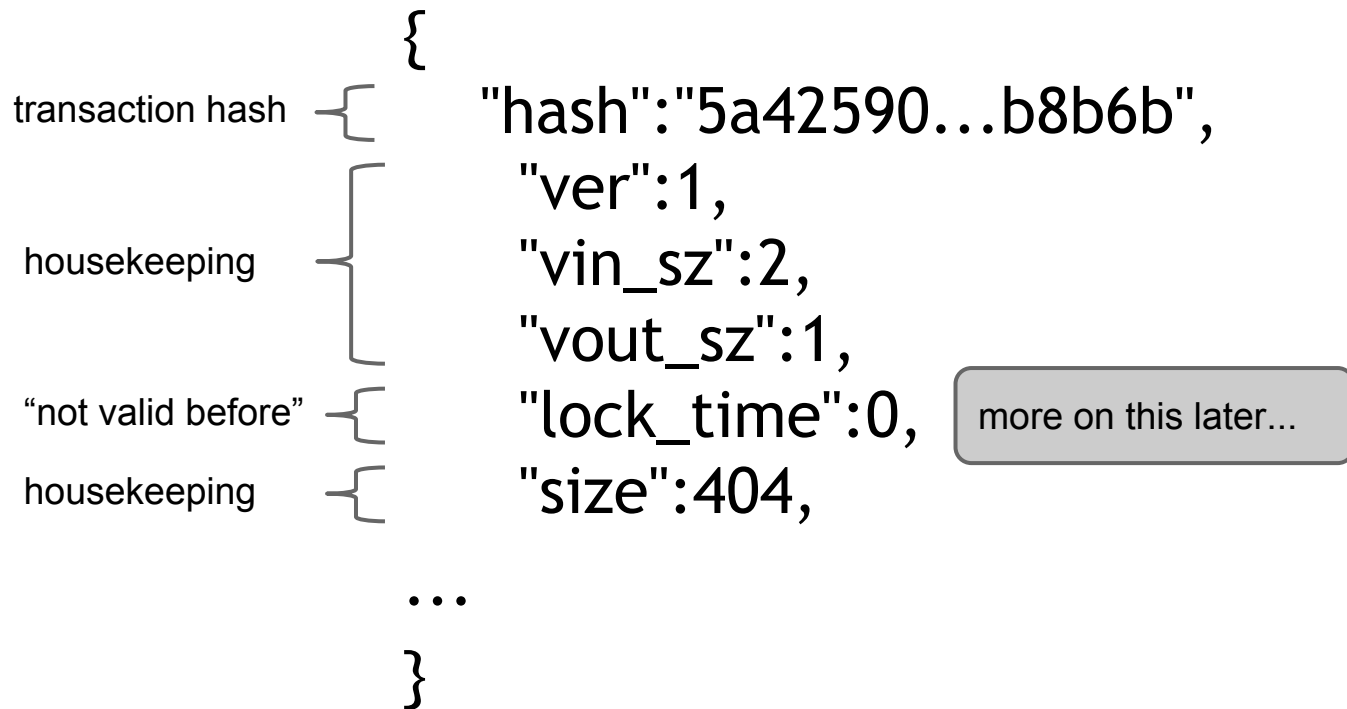 {
transaction hash "hash":"5a42590...b8b6b",
"ver":1,
housekeeping "vin_sz":2,
"vout_sz":1,
“not valid before” "lock_time":0, more on this later...
housekeeping "size":404,
...
}